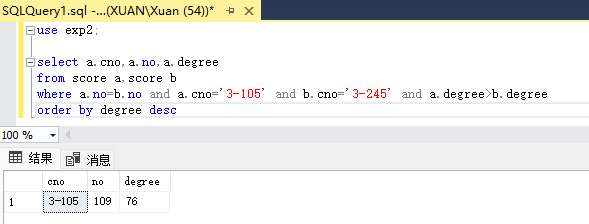 SQLQuery1.sql -...(XUAN\Xuan (54))*
use exp2;
select a.cno,a.no,a.degree
from score a,score b
where a.no=b.no and a.cno='3-105' and b.cno='3-245' and a.degree>b.degree
order by degree desc
100 %
结果 消息
cno no degree
1 3-105 109 76